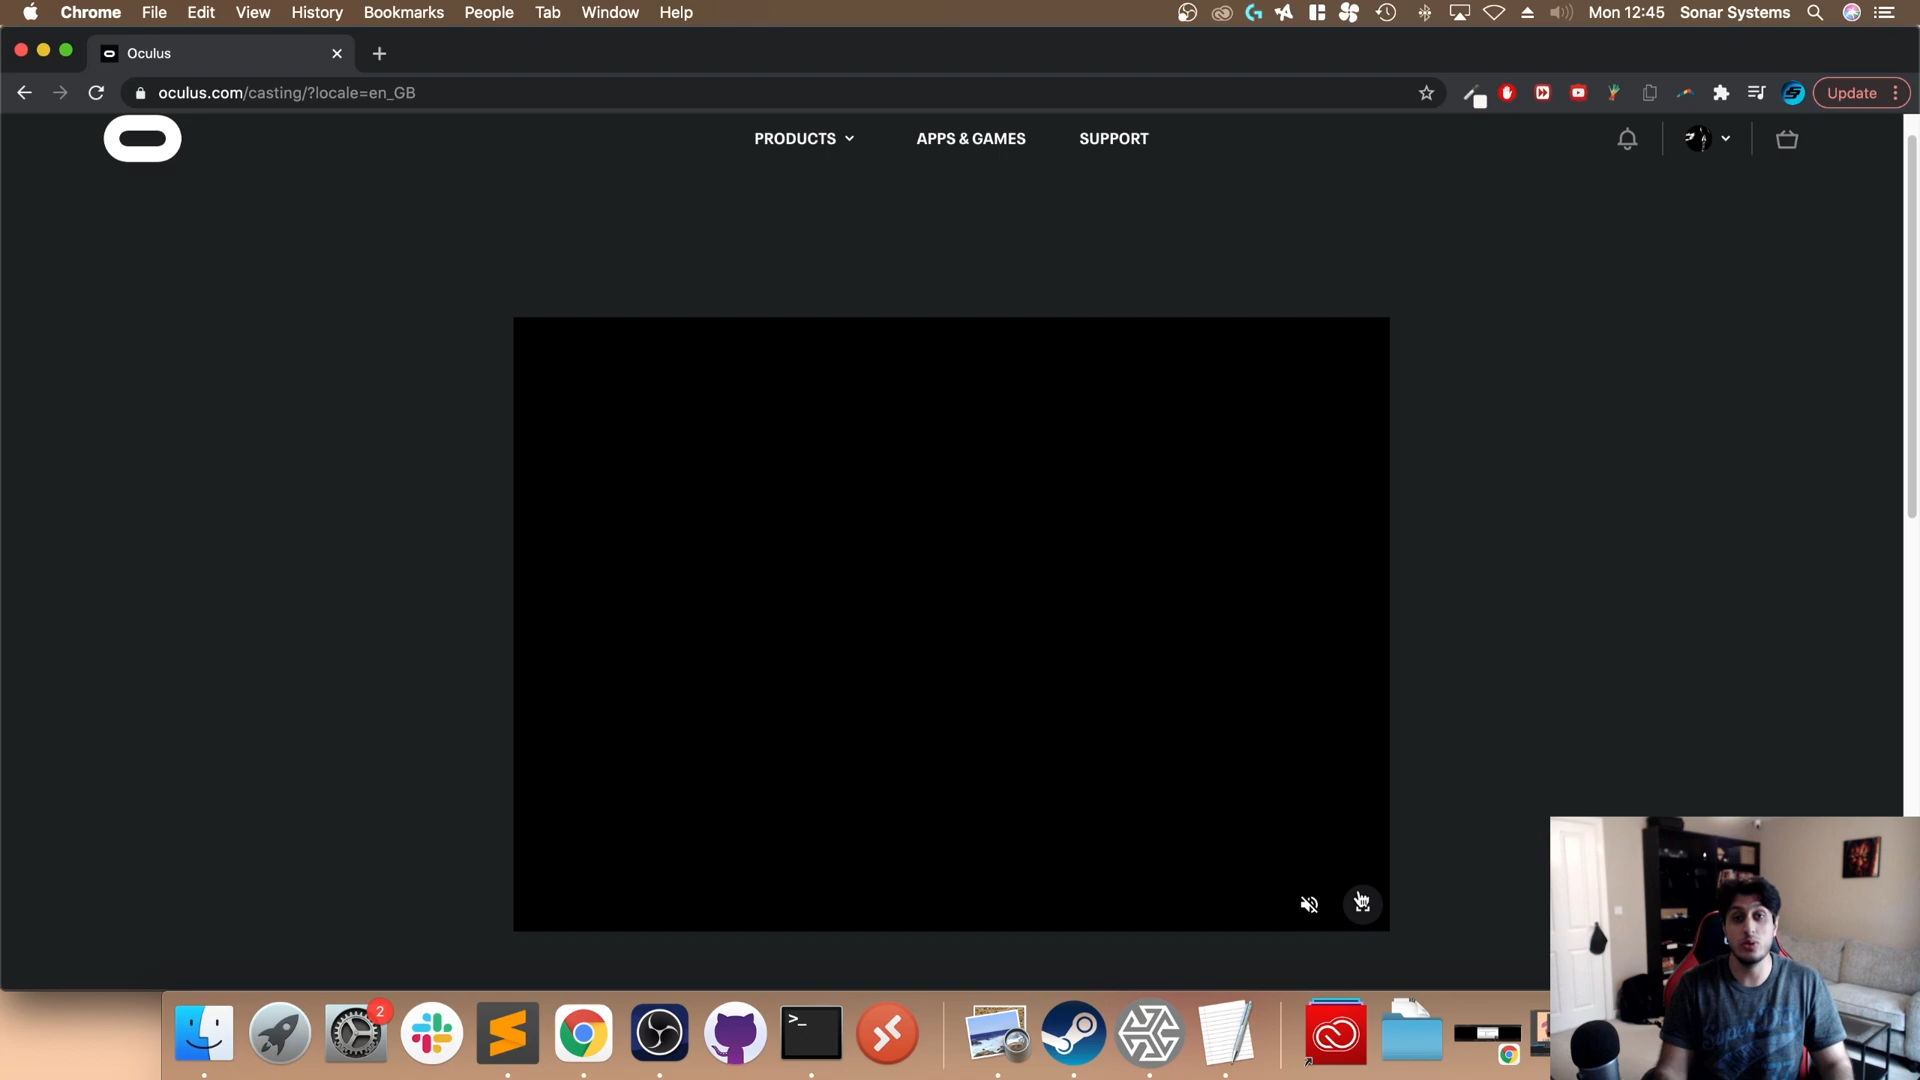 Chrome File Edit View History Bookmarks People Tab Window Help
Mon 12:45 Sonar Systems
Oculus
oculus.com/casting/?locale=en_GB
Update
PRODUCTS
APPS & GAMES
SUPPORT
2
>_